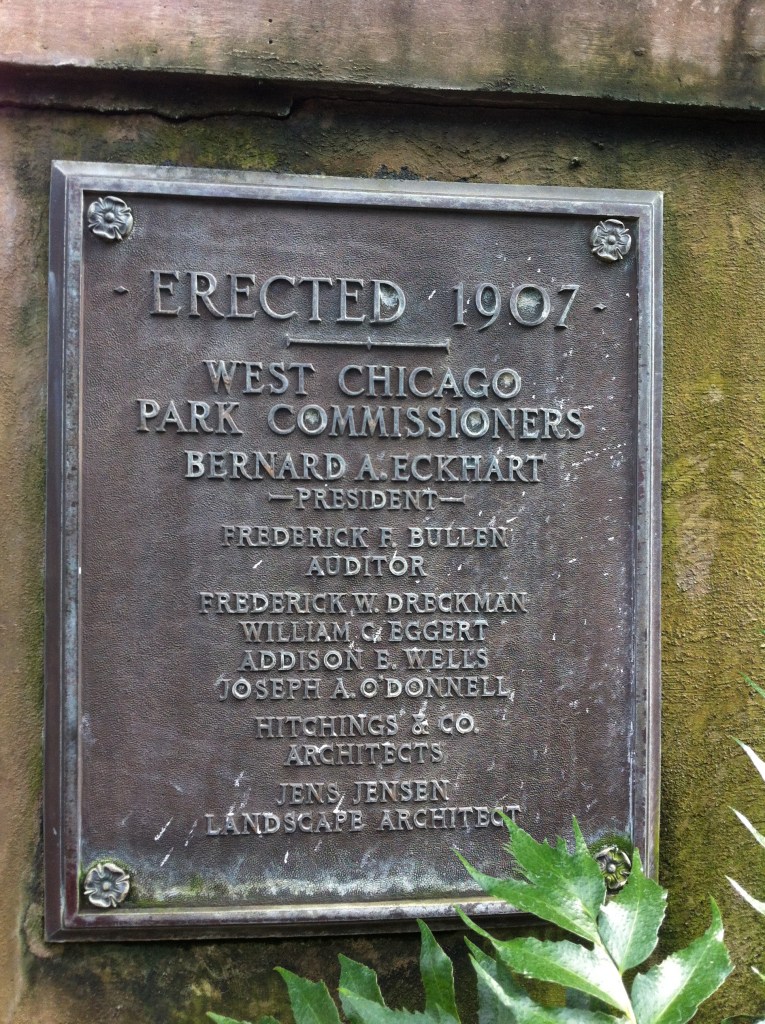 ERECTED 1907
WEST CHICAGO
PARK COMMISSIONERS
BERNARD A. ECKHART
—PRESIDENT—
FREDERICK F. BULLEN
AUDITOR
FREDERICK W. DRECKMAN
WILLIAM C. EGGERT
ADDISON E. WELLS
JOSEPH A. O'DONNELL
HITCHINGS & CO.
ARCHITECTS
JENS JENSEN
LANDSCAPE ARCHITECT